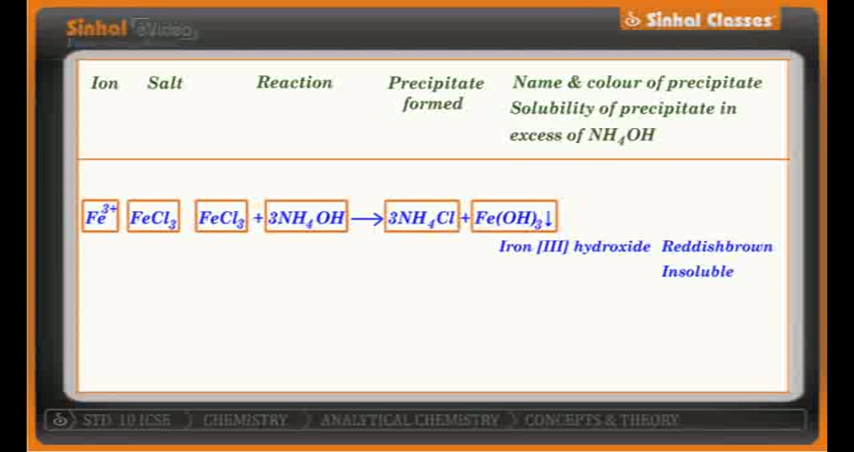 Sinhal eVideo
Sinhal Classes
Ion Salt Reaction Precipitate formed Name & colour of precipitate
Solubility of precipitate in
excess of NH₄OH
Fe³⁺ FeCl₃ FeCl₃ + 3NH₄OH ⟶ 3NH₄Cl + Fe(OH)₃↓
Iron [III] hydroxide Reddishbrown
Insoluble
STD 10 ICSE 〉 CHEMISTRY 〉 ANALYTICAL CHEMISTRY 〉 CONCEPTS & THEORY